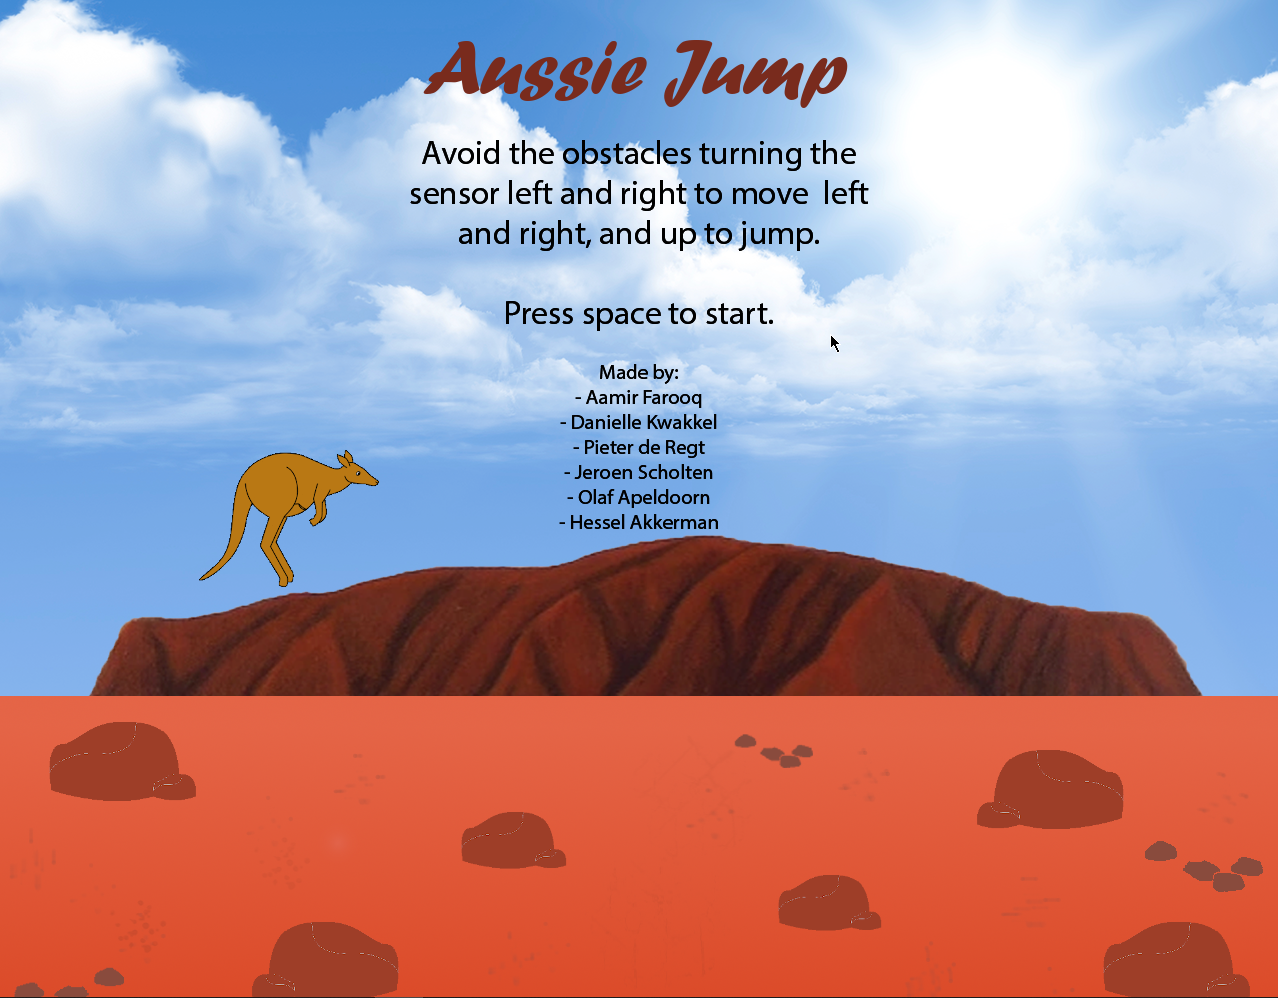 Aussie Jump
Avoid the obstacles turning the
sensor left and right to move  left
and right, and up to jump.
Press space to start.
Made by:
- Aamir Farooq
- Danielle Kwakkel
- Pieter de Regt
- Jeroen Scholten
- Olaf Apeldoorn
- Hessel Akkerman